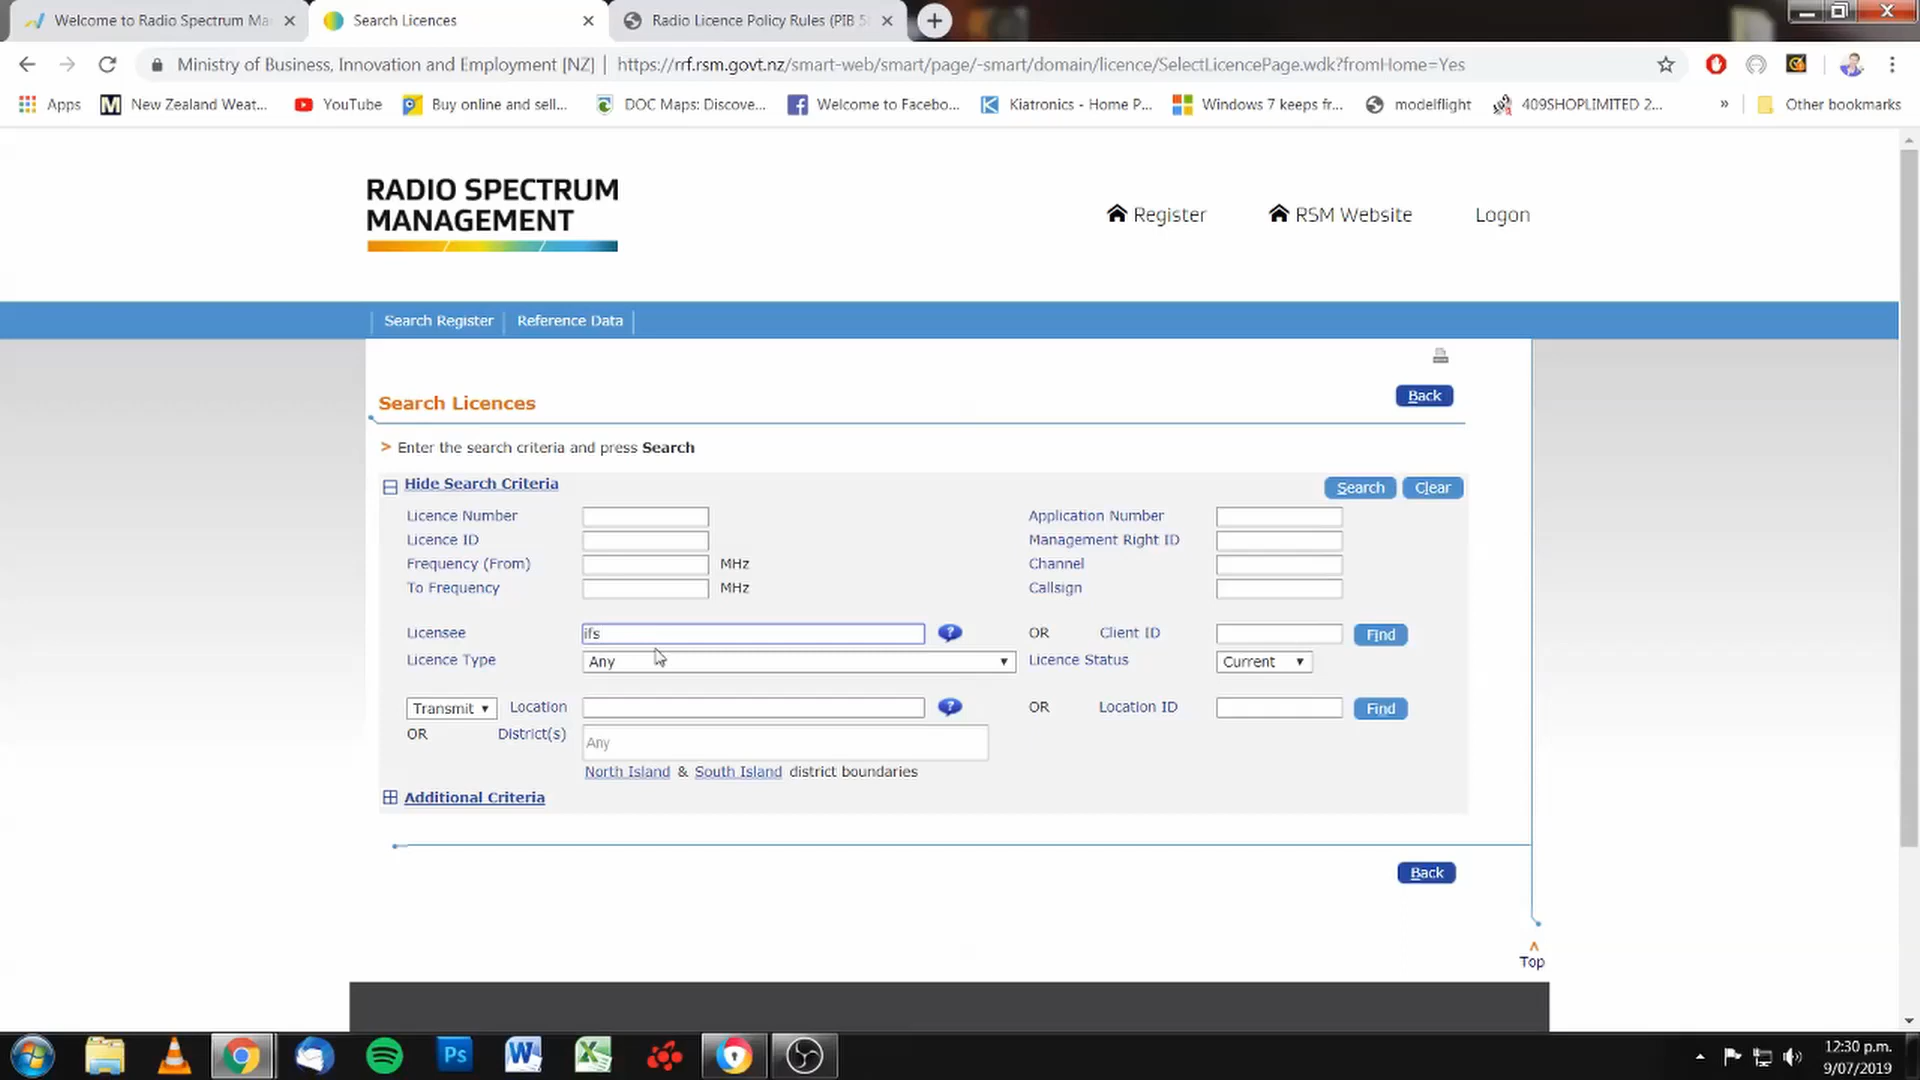 Welcome to Radio Spectrum Ma
Search Licences
Radio Licence Policy Rules (PIB 5
Ministry of Business, Innovation and Employment [NZ] | https://rrf.rsm.govt.nz/smart-web/smart/page/-smart/domain/licence/SelectLicencePage.wdk?fromHome=Yes
Apps
New Zealand Weat...
YouTube
Buy online and sell...
DOC Maps: Discove...
Welcome to Facebo...
Kiatronics - Home P...
Windows 7 keeps fr...
modelflight
409SHOPLIMITED 2...
»
Other bookmarks
RADIO SPECTRUM
MANAGEMENT
Register
RSM Website
Logon
Search Register
Reference Data
Back
Search Licences
> Enter the search criteria and press Search
Hide Search Criteria
Search
Clear
Licence Number
Application Number
Licence ID
Management Right ID
Frequency (From)
MHz
Channel
To Frequency
MHz
Callsign
Licensee
ifs
?
OR
Client ID
Find
Licence Type
Any
Licence Status
Current
Transmit
Location
?
OR
Location ID
Find
OR
District(s)
Any
North Island & South Island district boundaries
Additional Criteria
Back
Top
Ps
12:30 p.m.
9/07/2019